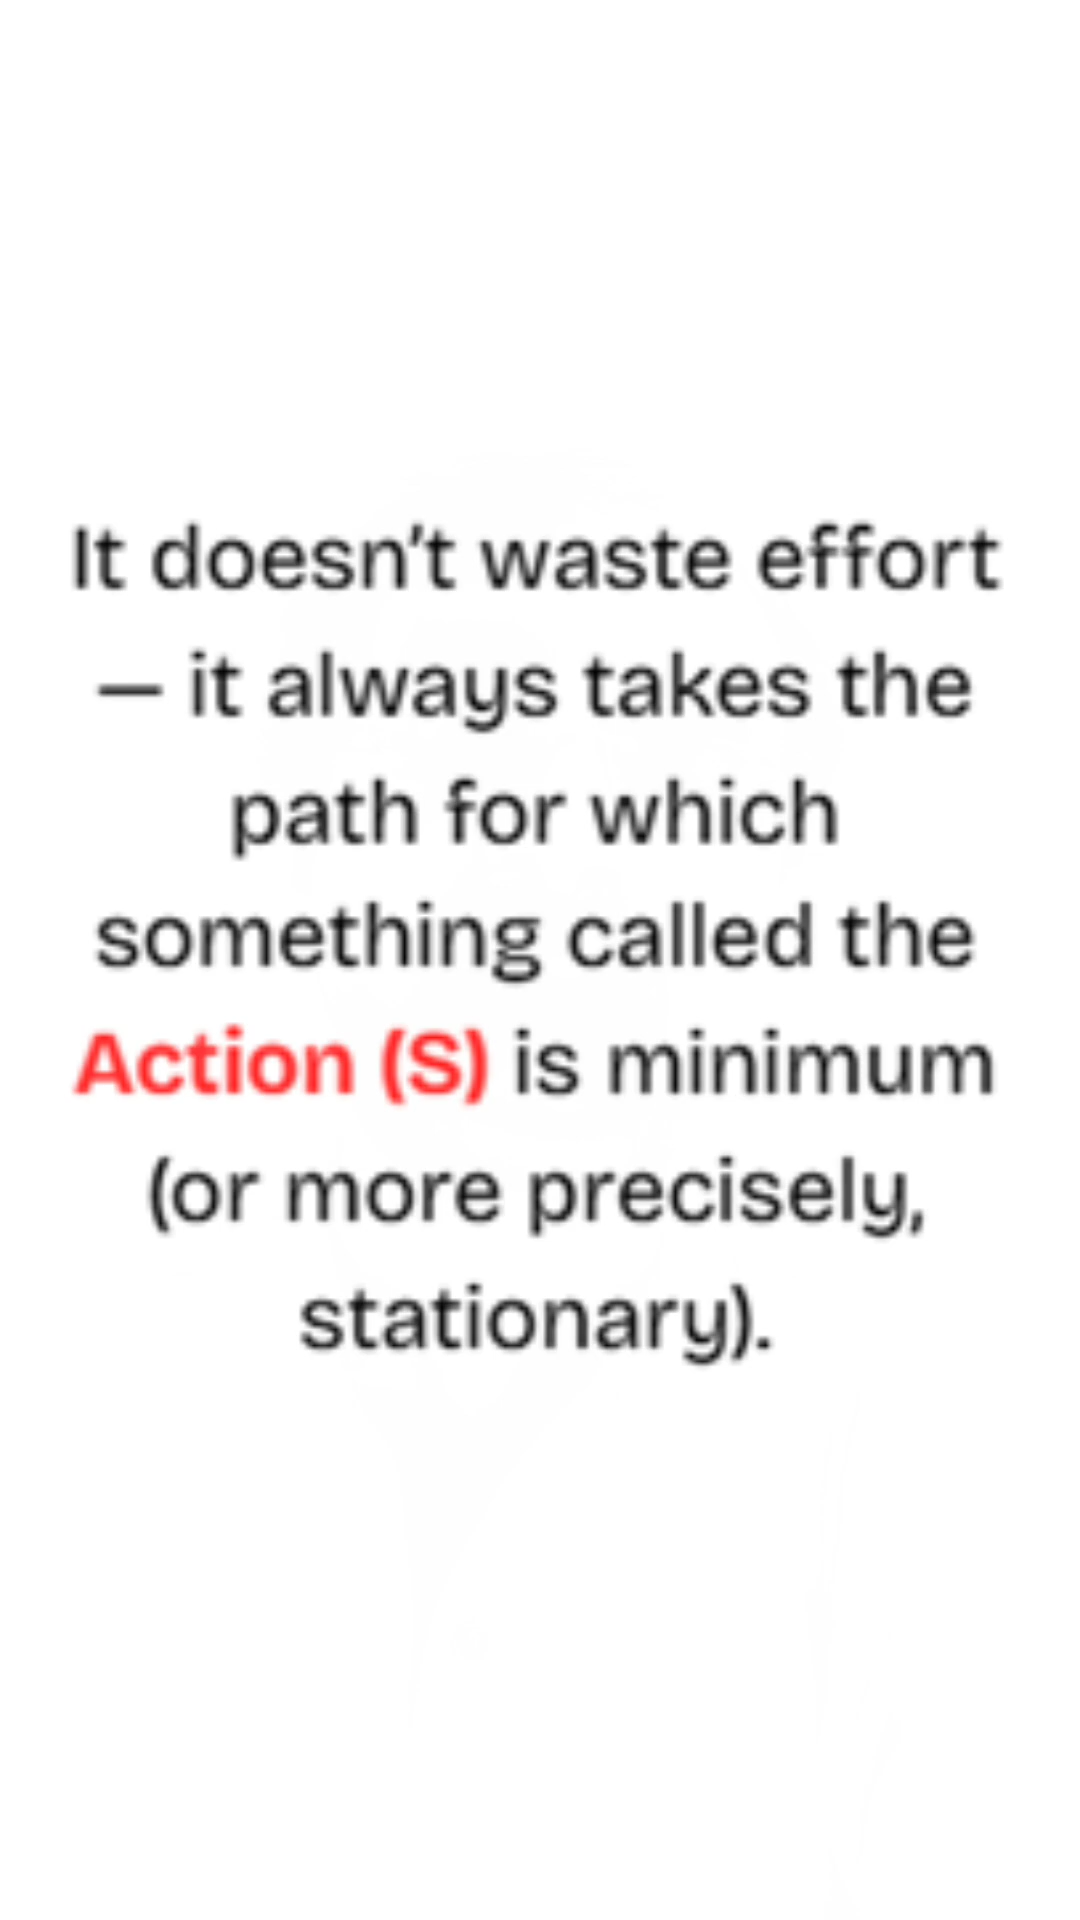 It doesn’t waste effort
— it always takes the
path for which
something called the
Action (S) is minimum
(or more precisely,
stationary).